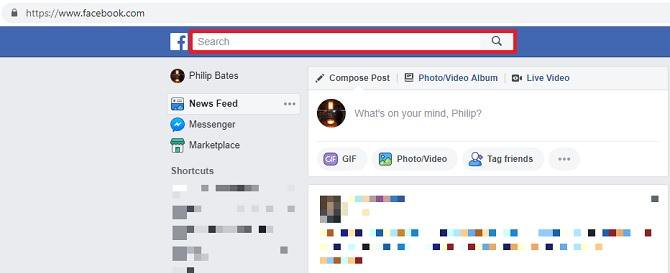 https://www.facebook.com
f Search
Philip Bates
News Feed
Messenger
Marketplace
Shortcuts
Compose Post Photo/Video Album Live Video
What's on your mind, Philip?
GIF GIF Photo/Video Tag friends